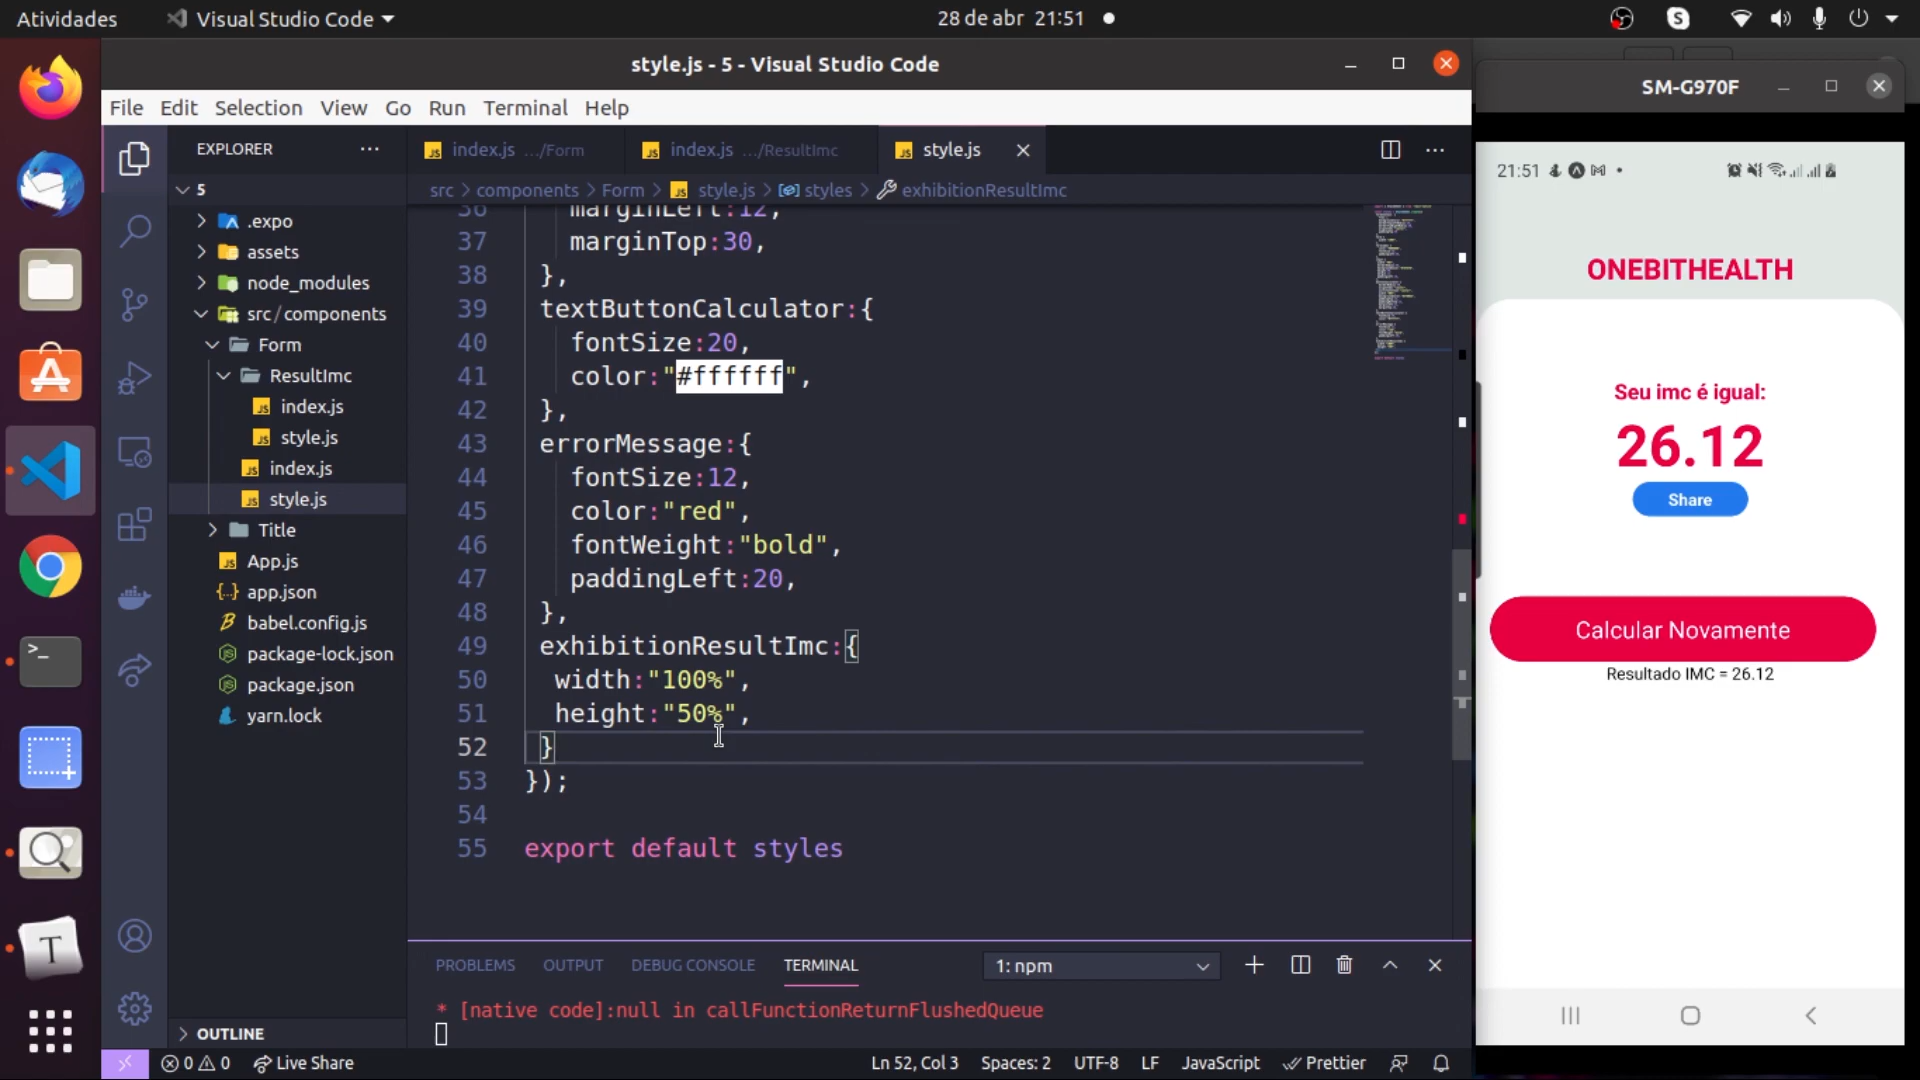 Atividades
Visual Studio Code
28 de abr 21:51
style.js - 5 - Visual Studio Code
File Edit Selection View Go Run Terminal Help
EXPLORER
5
.expo
assets
node_modules
src/components
Form
ResultImc
index.js
style.js
index.js
style.js
Title
App.js
app.json
babel.config.js
package-lock.json
package.json
yarn.lock
OUTLINE
index.js .../Form
index.js .../ResultImc
style.js
src > components > Form > style.js > styles > exhibitionResultImc
36 marginLeft:12,
37 marginTop:30,
38 },
39 textButtonCalculator:{
40 fontSize:20,
41 color:"#ffffff",
42 },
43 errorMessage:{
44 fontSize:12,
45 color:"red",
46 fontWeight:"bold",
47 paddingLeft:20,
48 },
49 exhibitionResultImc:{
50 width:"100%",
51 height:"50%",
52 }
53 });
54
55 export default styles
PROBLEMS OUTPUT DEBUG CONSOLE TERMINAL
1: npm
* [native code]:null in callFunctionReturnFlushedQueue
0 0 Live Share
Ln 52, Col 3 Spaces: 2 UTF-8 LF JavaScript Prettier
SM-G970F
21:51
ONEBITHEALTH
Seu imc é igual:
26.12
Share
Calcular Novamente
Resultado IMC = 26.12